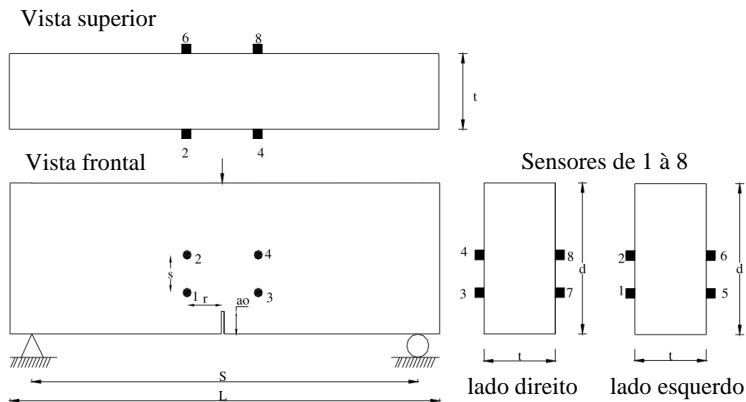 Vista superior
6 8
t
2 4
Vista frontal
Sensores de 1 à 8
2 4
s
1 r ao 3
4 8
d
3 7
t
2 6
d
1 5
t
S
L
lado direito
lado esquerdo